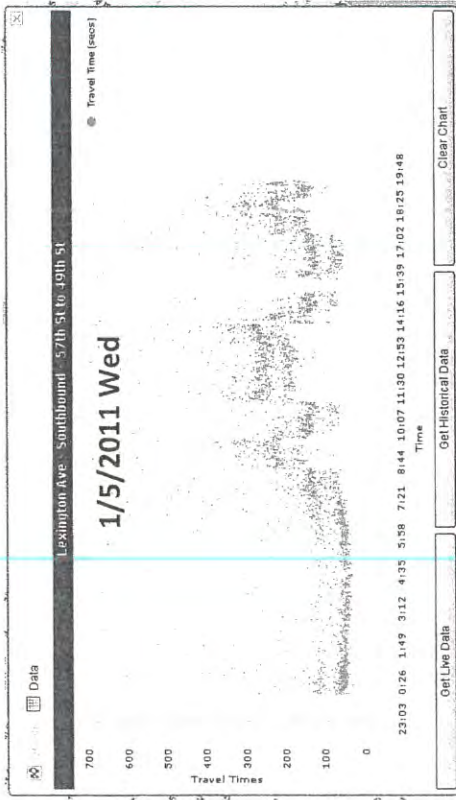 Data
Lexington Ave - Southbound - 57th St to 49th St
Travel Time (secs)
1/5/2011 Wed
700
600
500
400
300
200
100
0
Travel Times
23:03 0:26 1:49 3:12 4:35 5:58 7:21 8:44 10:07 11:30 12:53 14:16 15:39 17:02 18:25 19:48
Time
Get Live Data
Get Historical Data
Clear Chart